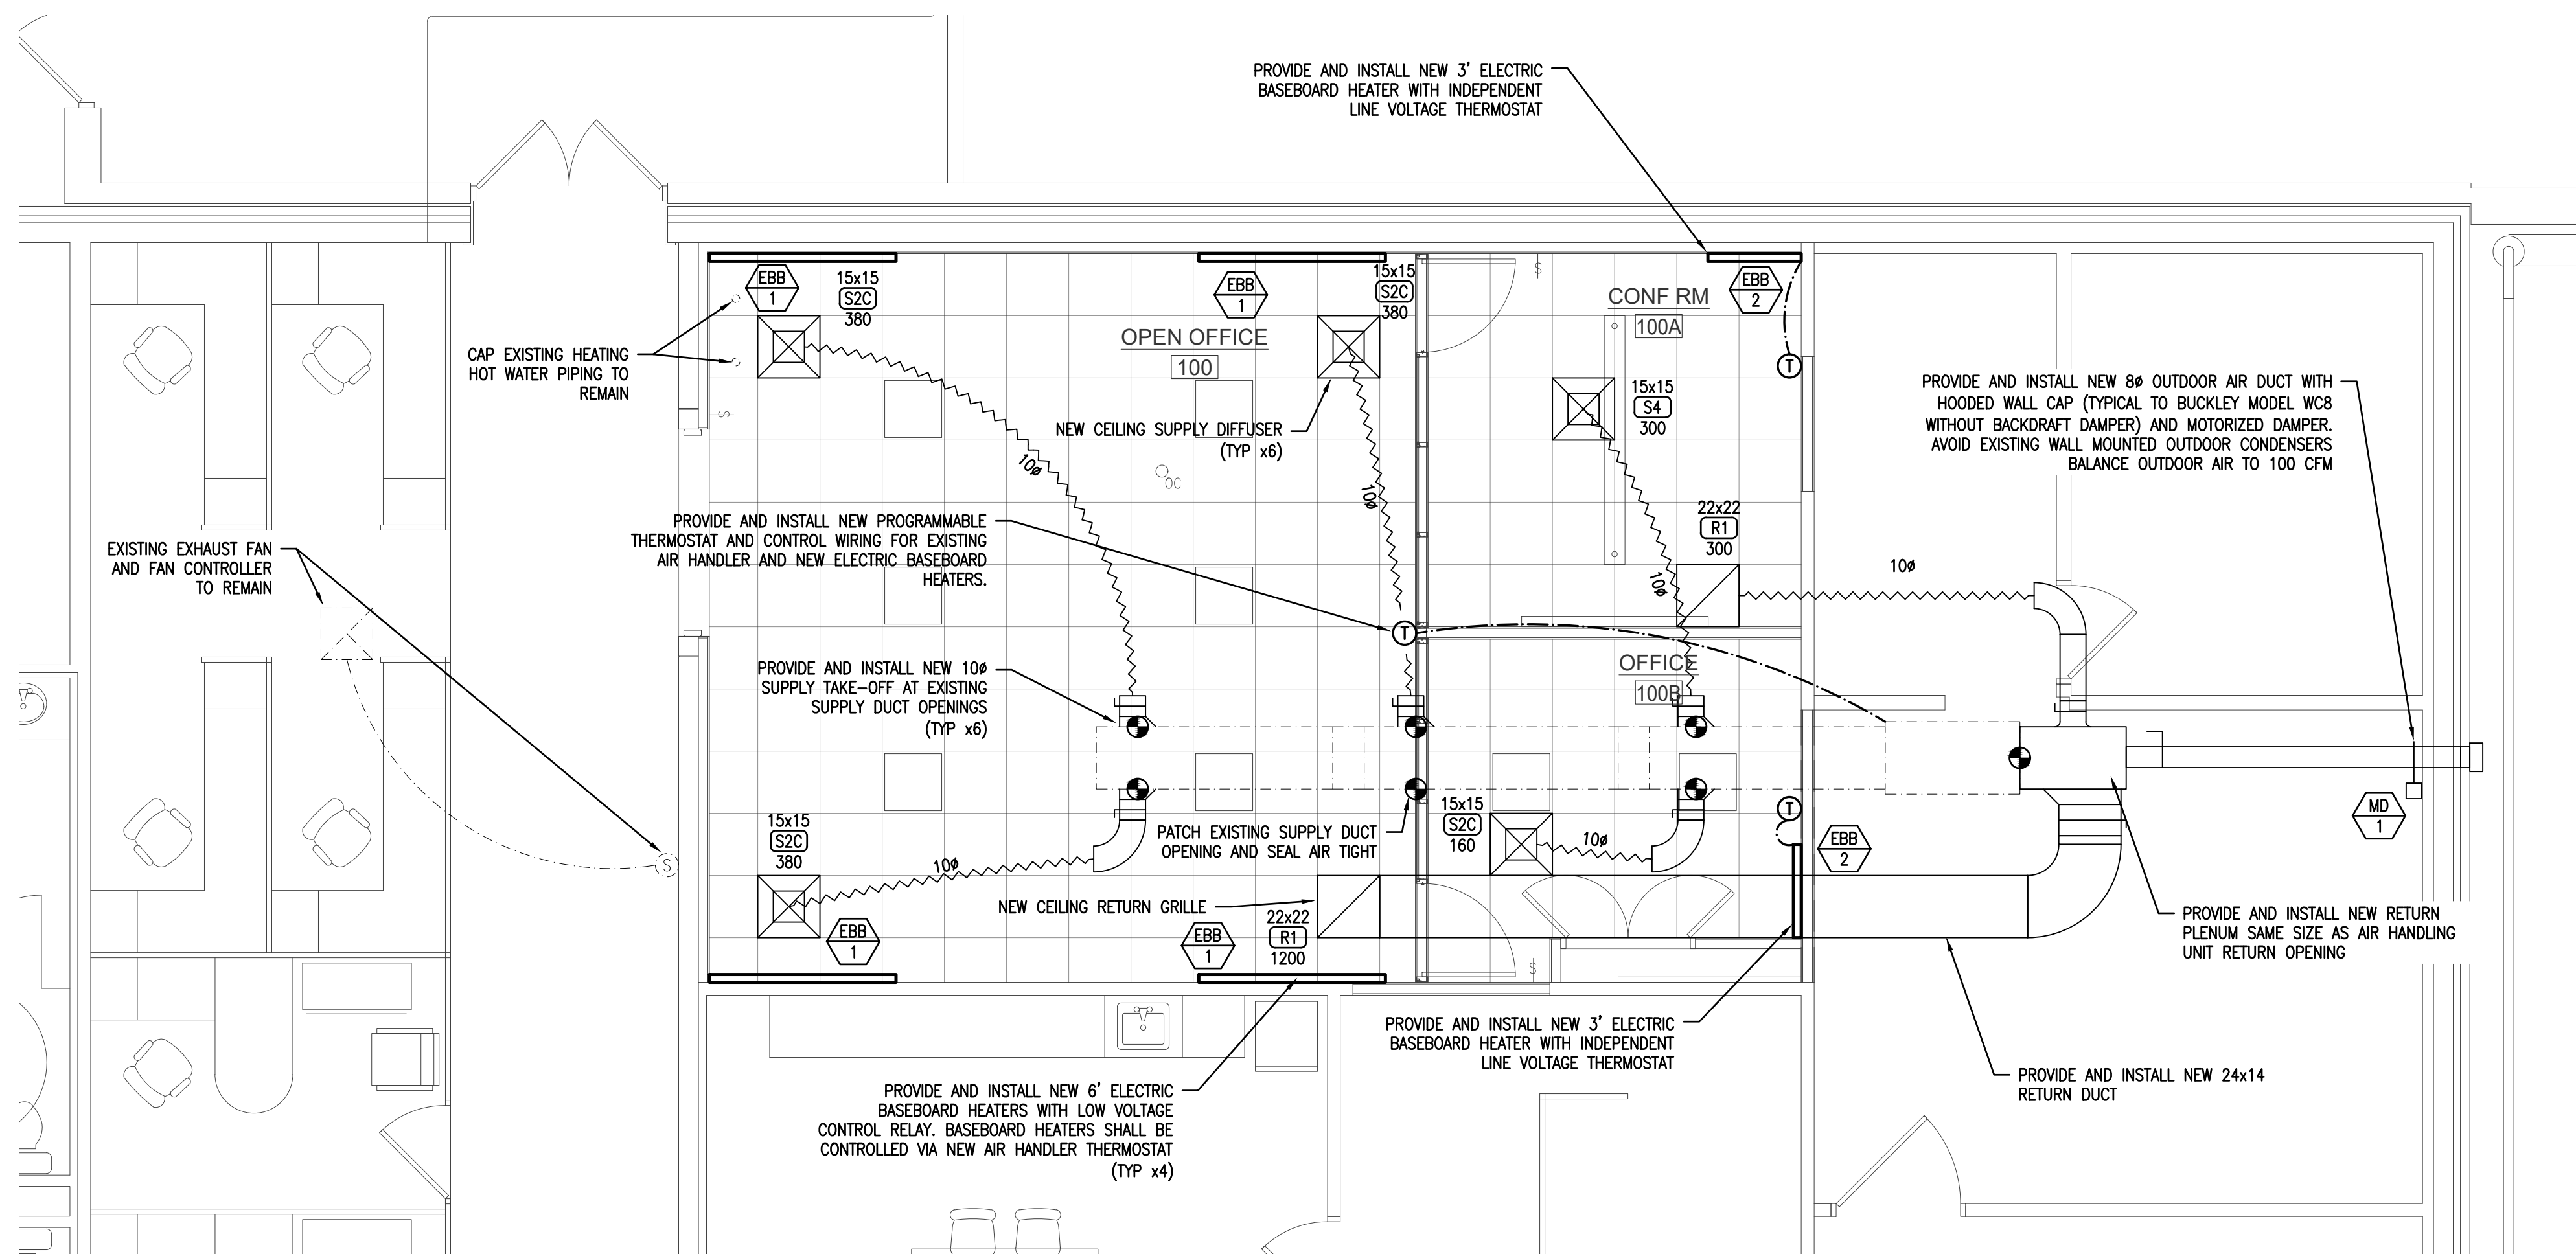 PROVIDE AND INSTALL NEW 3' ELECTRIC
BASEBOARD HEATER WITH INDEPENDENT
LINE VOLTAGE THERMOSTAT
EBB
1
15x15
S2C
380
EBB
1
15x15
S2C
380
CONF RM
100A
EBB
2
S
OPEN OFFICE
100
CAP EXISTING HEATING
HOT WATER PIPING TO
REMAIN
T
15x15
S4
300
S
NEW CEILING SUPPLY DIFFUSER
(TYP x6)
PROVIDE AND INSTALL NEW 8ø OUTDOOR AIR DUCT WITH
HOODED WALL CAP (TYPICAL TO BUCKLEY MODEL WC8
WITHOUT BACKDRAFT DAMPER) AND MOTORIZED DAMPER.
AVOID EXISTING WALL MOUNTED OUTDOOR CONDENSERS
BALANCE OUTDOOR AIR TO 100 CFM
10ø
OC
10ø
22x22
R1
300
PROVIDE AND INSTALL NEW PROGRAMMABLE
THERMOSTAT AND CONTROL WIRING FOR EXISTING
AIR HANDLER AND NEW ELECTRIC BASEBOARD
HEATERS.
EXISTING EXHAUST FAN
AND FAN CONTROLLER
TO REMAIN
10ø
10ø
T
PROVIDE AND INSTALL NEW 10ø
SUPPLY TAKE-OFF AT EXISTING
SUPPLY DUCT OPENINGS
(TYP x6)
OFFICE
100B
T
MD
1
15x15
S2C
380
PATCH EXISTING SUPPLY DUCT
OPENING AND SEAL AIR TIGHT
15x15
S2C
160
10ø
EBB
2
S
10ø
NEW CEILING RETURN GRILLE
22x22
R1
1200
EBB
1
EBB
1
S
PROVIDE AND INSTALL NEW RETURN
PLENUM SAME SIZE AS AIR HANDLING
UNIT RETURN OPENING
PROVIDE AND INSTALL NEW 3' ELECTRIC
BASEBOARD HEATER WITH INDEPENDENT
LINE VOLTAGE THERMOSTAT
PROVIDE AND INSTALL NEW 24x14
RETURN DUCT
PROVIDE AND INSTALL NEW 6' ELECTRIC
BASEBOARD HEATERS WITH LOW VOLTAGE
CONTROL RELAY. BASEBOARD HEATERS SHALL BE
CONTROLLED VIA NEW AIR HANDLER THERMOSTAT
(TYP x4)